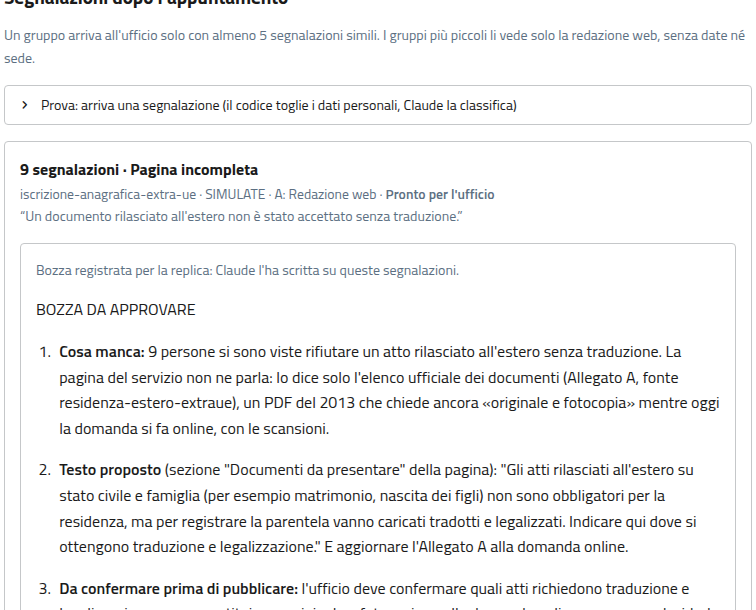 Segnalazioni dopo l'appuntamento
Un gruppo arriva all'ufficio solo con almeno 5 segnalazioni simili. I gruppi più piccoli li vede solo la redazione web, senza date né
sede.
Prova: arriva una segnalazione (il codice toglie i dati personali, Claude la classifica)
9 segnalazioni · Pagina incompleta
iscrizione-anagrafica-extra-ue · SIMULATE · A: Redazione web · Pronto per l'ufficio
“Un documento rilasciato all'estero non è stato accettato senza traduzione.”
Bozza registrata per la replica: Claude l'ha scritta su queste segnalazioni.
BOZZA DA APPROVARE
1. Cosa manca: 9 persone si sono viste rifiutare un atto rilasciato all'estero senza traduzione. La
pagina del servizio non ne parla: lo dice solo l'elenco ufficiale dei documenti (Allegato A, fonte
residenza-estero-extraue), un PDF del 2013 che chiede ancora «originale e fotocopia» mentre oggi
la domanda si fa online, con le scansioni.
2. Testo proposto (sezione "Documenti da presentare" della pagina): "Gli atti rilasciati all'estero su
stato civile e famiglia (per esempio matrimonio, nascita dei figli) non sono obbligatori per la
residenza, ma per registrare la parentela vanno caricati tradotti e legalizzati. Indicare qui dove si
ottengono traduzione e legalizzazione." E aggiornare l'Allegato A alla domanda online.
3. Da confermare prima di pubblicare: l'ufficio deve confermare quali atti richiedono traduzione e